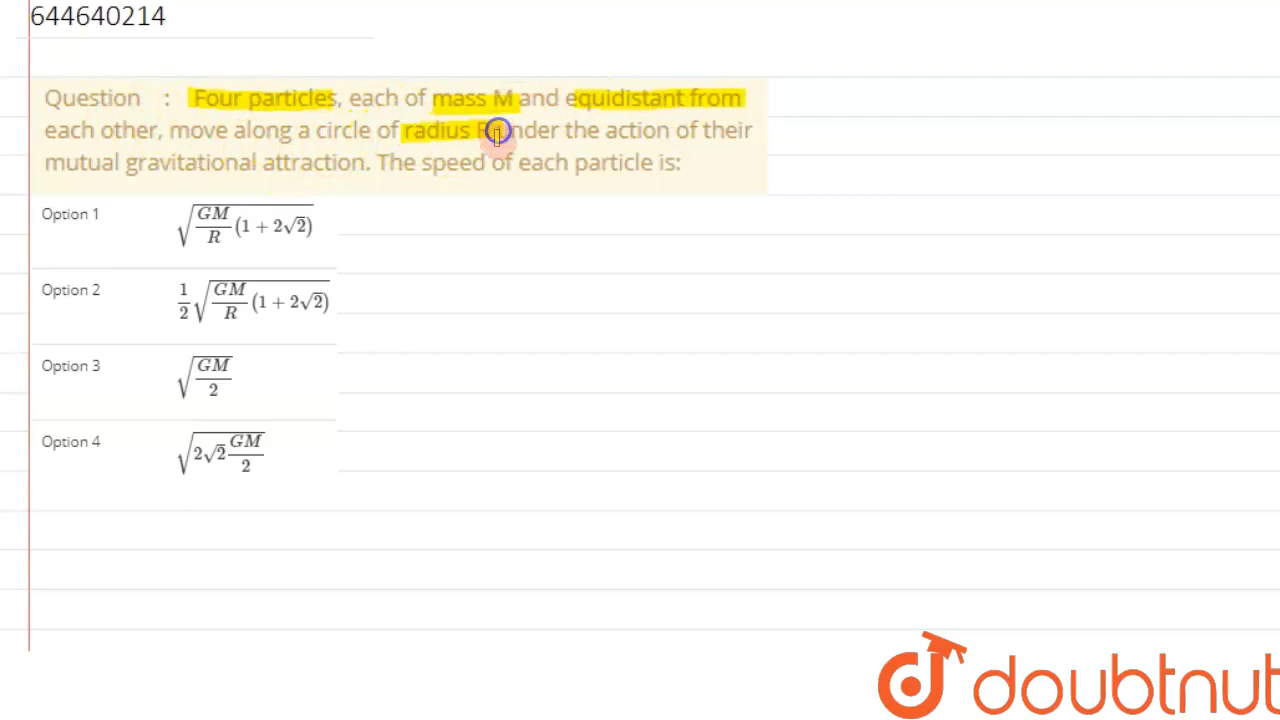 644640214
Question : Four particles, each of mass M and equidistant from
each other, move along a circle of radius nder the action of their
mutual gravitational attraction. The speed of each particle is:
Option 1 √(GM/R (1 + 2√2))
Option 2 1/2 √(GM/R (1 + 2√2))
Option 3 √(GM/2)
Option 4 √(2√2 GM/2)
doubtnut